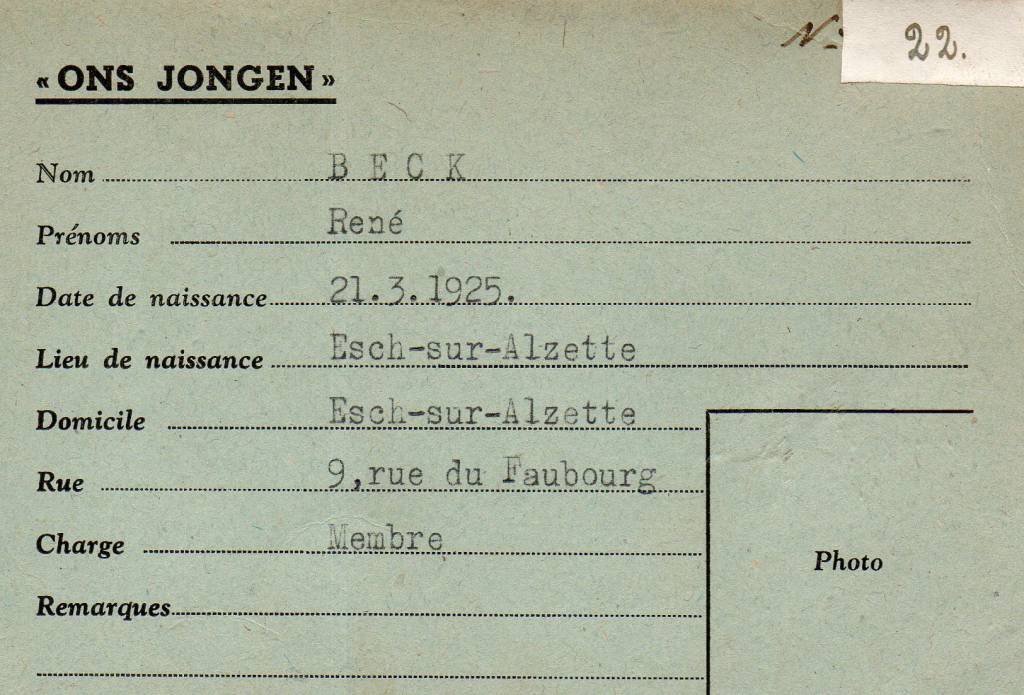 N: 22.
« ONS JONGEN »
Nom B E C K
Prénoms René
Date de naissance 21.3.1925.
Lieu de naissance Esch-sur-Alzette
Domicile Esch-sur-Alzette
Rue 9,rue du Faubourg
Charge Membre
Photo
Remarques